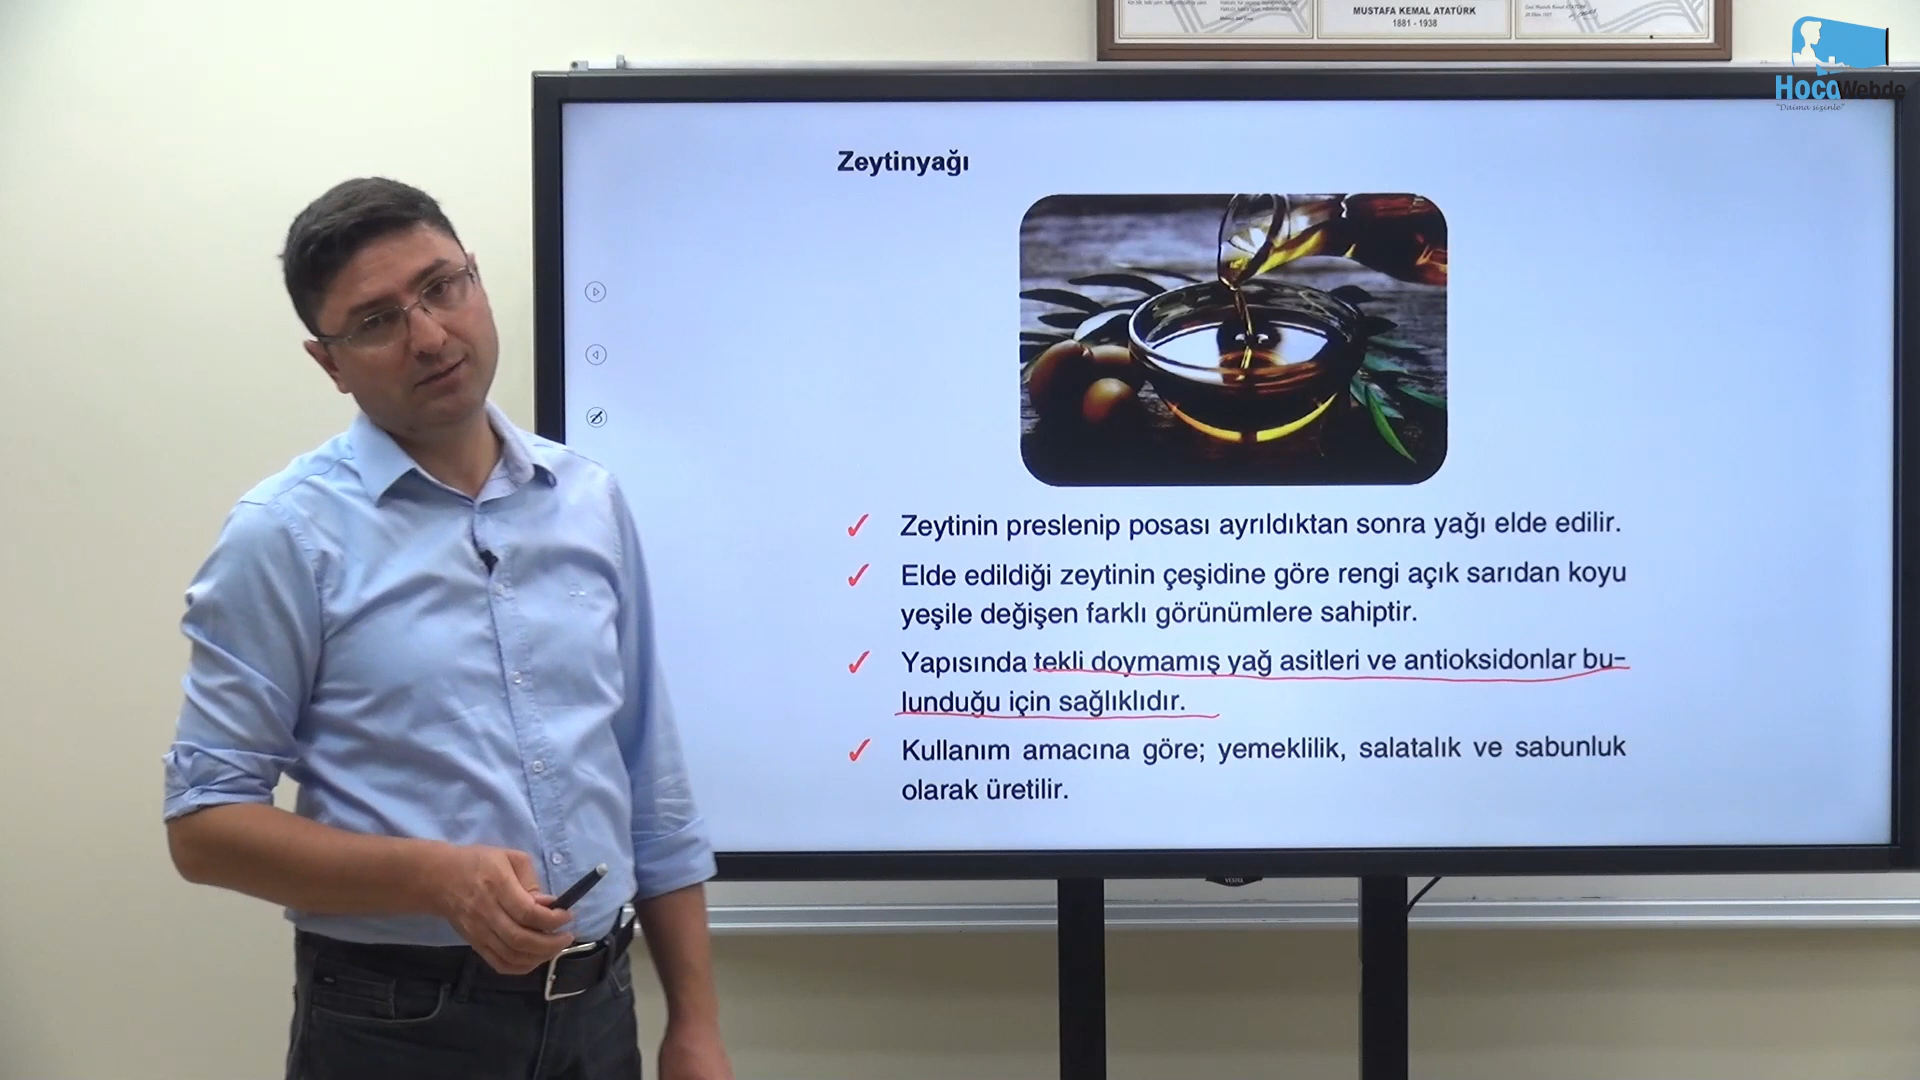 MUSTAFA KEMAL ATATÜRK
1881 - 1938
HocaWebde
"Daima sizinle"
Zeytinyağı
Zeytinin preslenip posası ayrıldıktan sonra yağı elde edilir.
Elde edildiği zeytinin çeşidine göre rengi açık sarıdan koyu
yeşile değişen farklı görünümlere sahiptir.
Yapısında tekli doymamış yağ asitleri ve antioksidonlar bu-
lunduğu için sağlıklıdır.
Kullanım amacına göre; yemeklilik, salatalık ve sabunluk
olarak üretilir.
VESTEL